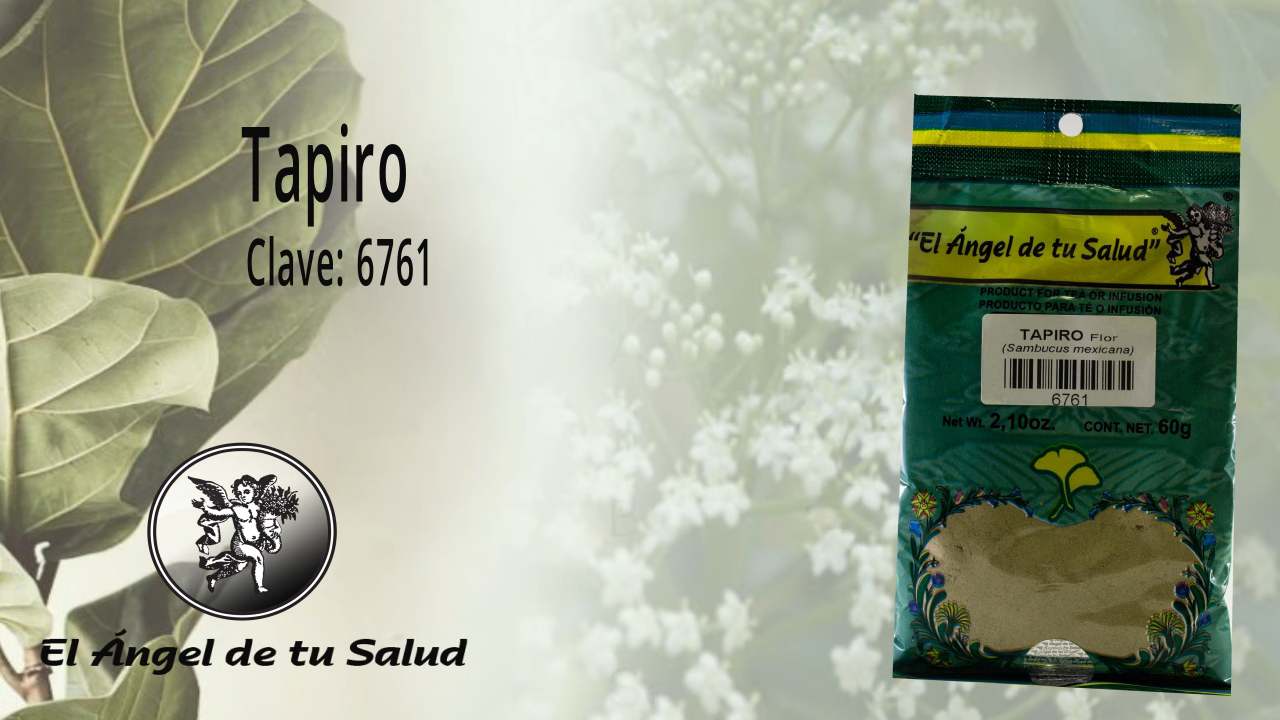 Tapiro
Clave: 6761
El Ángel de tu Salud
®
"El Ángel de tu Salud"®
PRODUCT FOR TEA OR INFUSION
PRODUCTO PARA TÉ O INFUSIÓN
TAPIRO Flor
(Sambucus mexicana)
6761
Net Wt. 2,10oz. CONT. NET. 60g